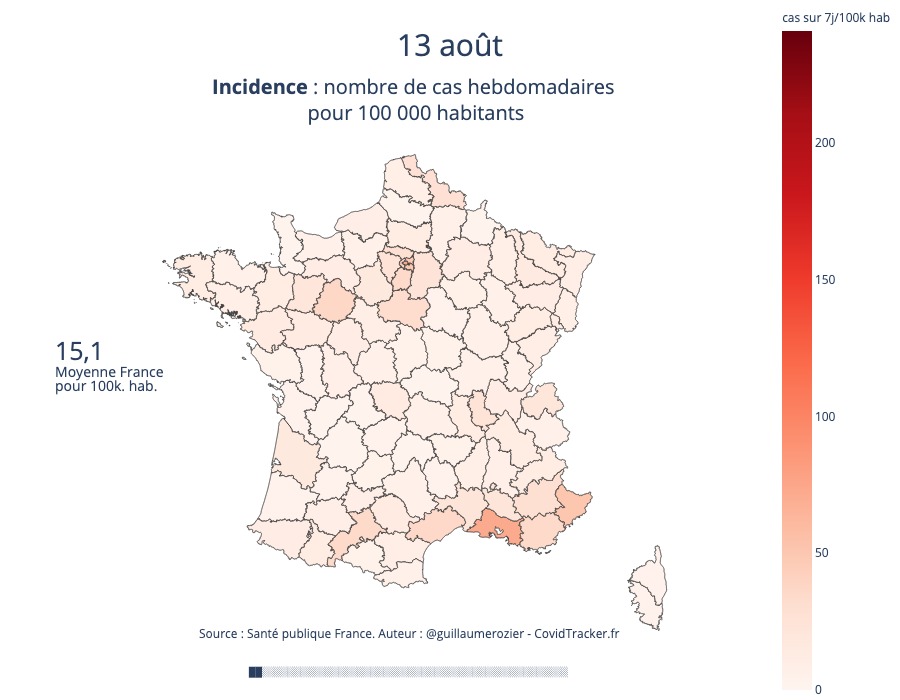 cas sur 7j/100k hab
13 août
Incidence : nombre de cas hebdomadaires
pour 100 000 habitants
200
150
100
50
0
15,1
Moyenne France
pour 100k. hab.
Source : Santé publique France. Auteur : @guillaumerozier - CovidTracker.fr